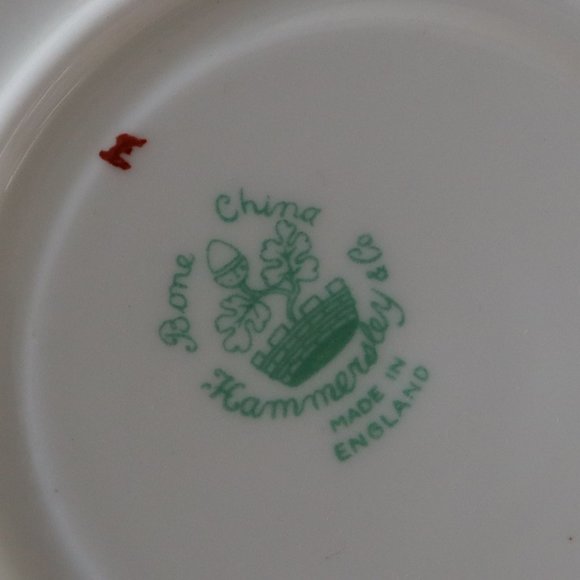 Bone China
Hammersley & Co
MADE IN
ENGLAND